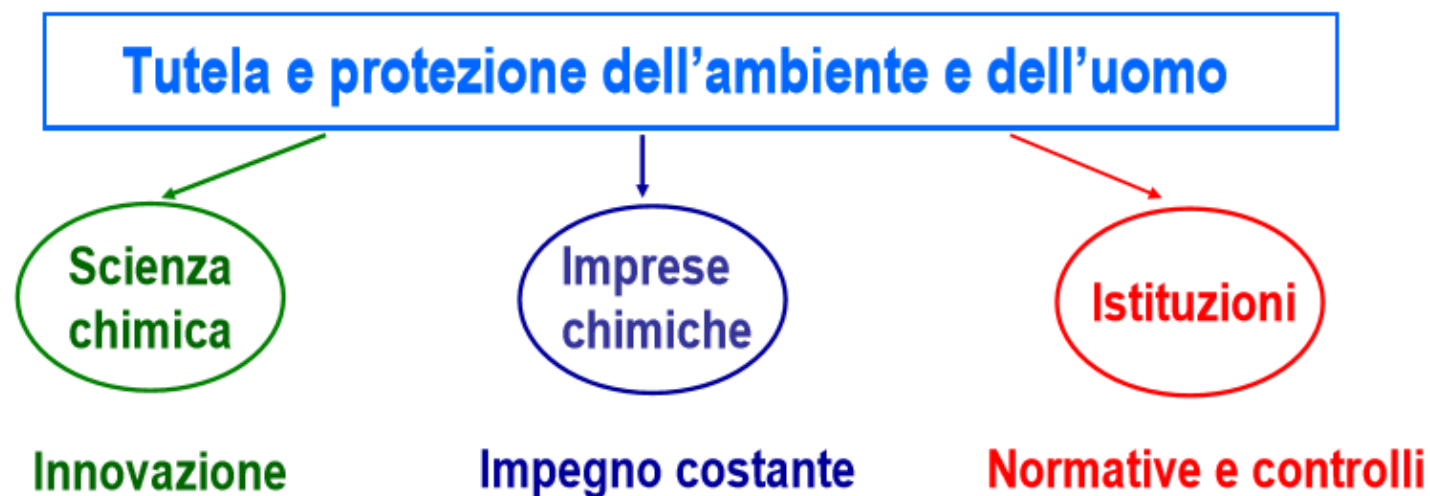 Tutela e protezione dell’ambiente e dell’uomo
Scienza
chimica
Imprese
chimiche
Istituzioni
Innovazione
Impegno costante
Normative e controlli